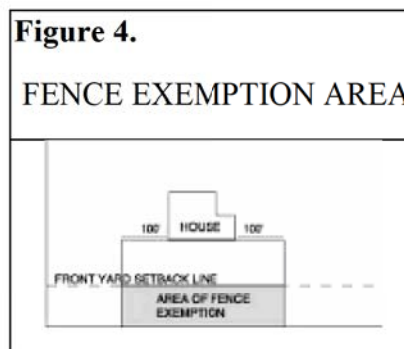 Figure 4.
FENCE EXEMPTION AREA
100' HOUSE 100'
FRONT YARD SETBACK LINE
AREA OF FENCE
EXEMPTION